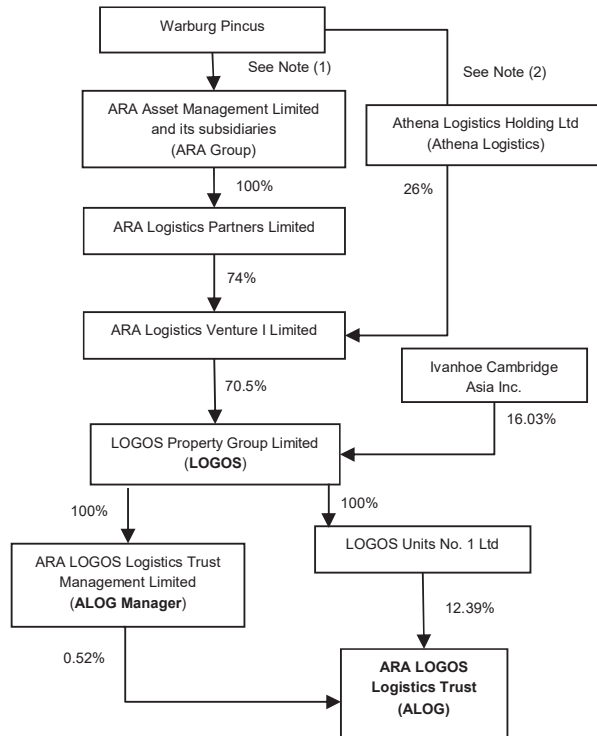 Warburg Pincus
See Note (1)
See Note (2)
ARA Asset Management Limited
and its subsidiaries
(ARA Group)
Athena Logistics Holding Ltd
(Athena Logistics)
100%
26%
ARA Logistics Partners Limited
74%
ARA Logistics Venture I Limited
Ivanhoe Cambridge
Asia Inc.
70.5%
16.03%
LOGOS Property Group Limited
(LOGOS)
100%
100%
ARA LOGOS Logistics Trust
Management Limited
(ALOG Manager)
LOGOS Units No. 1 Ltd
12.39%
0.52%
ARA LOGOS
Logistics Trust
(ALOG)